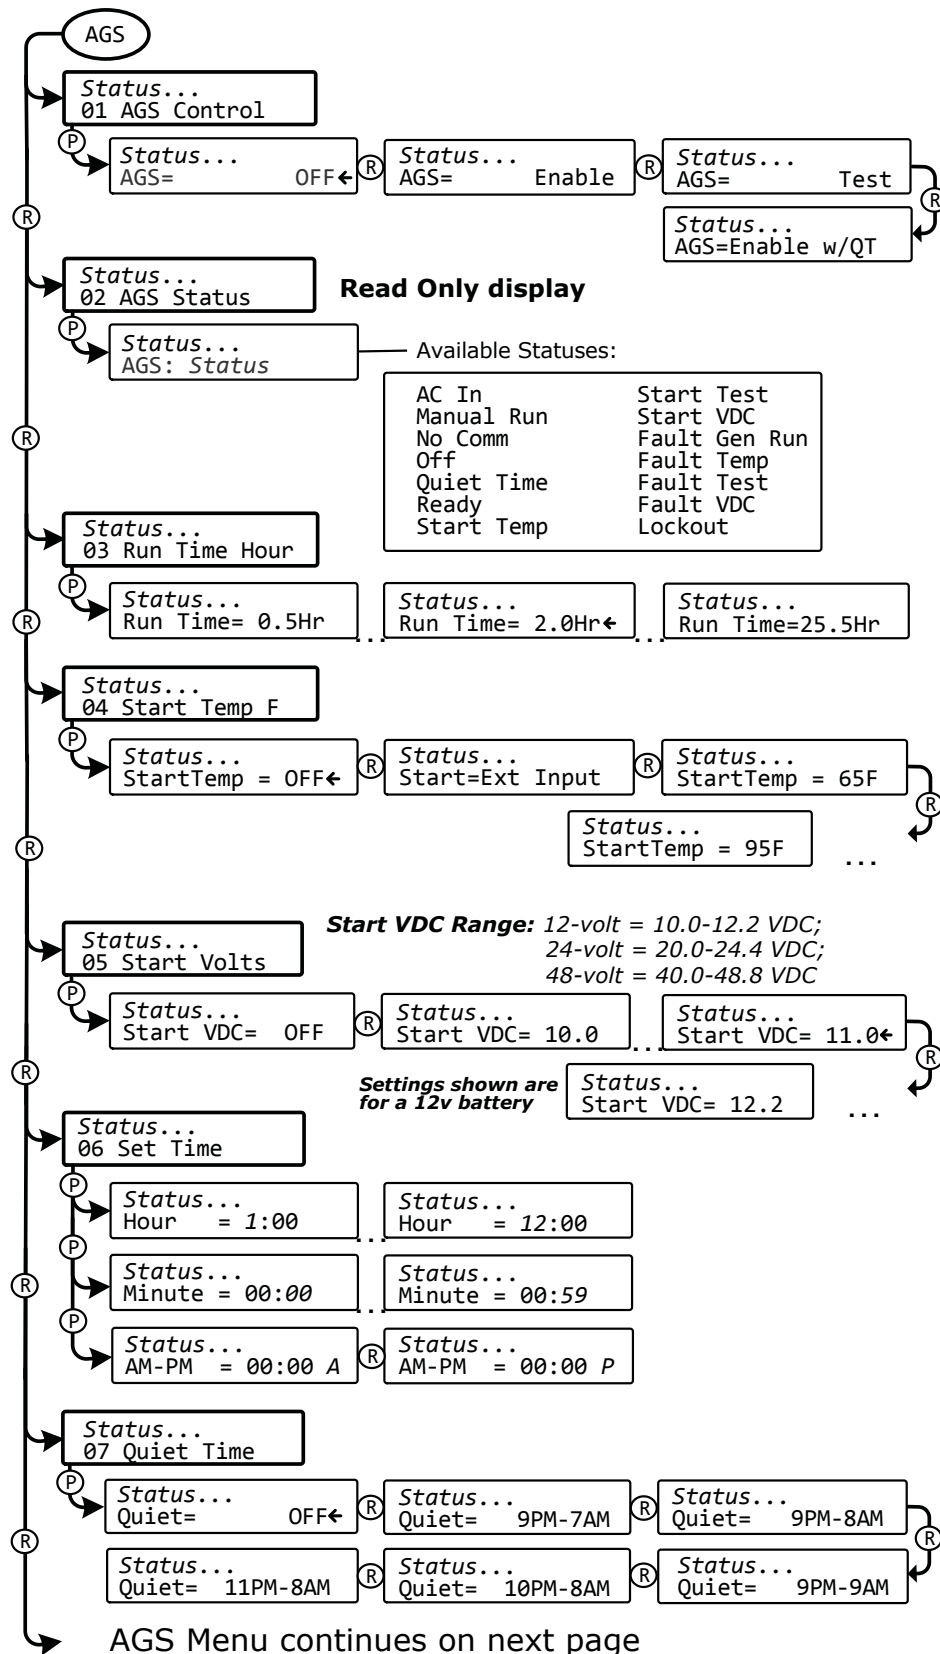 AGS
Status...
01 AGS Control
P
Status...
AGS= OFF←
R
Status...
AGS= Enable
R
Status...
AGS= Test
R
R
Status...
AGS=Enable w/QT
Status...
02 AGS Status
Read Only display
P
Status...
AGS: Status
Available Statuses:
AC In
Manual Run
No Comm
Off
Quiet Time
Ready
Start Temp
Start Test
Start VDC
Fault Gen Run
Fault Temp
Fault Test
Fault VDC
Lockout
R
Status...
03 Run Time Hour
P
Status...
Run Time= 0.5Hr
...
Status...
Run Time= 2.0Hr←
...
Status...
Run Time=25.5Hr
R
Status...
04 Start Temp F
P
Status...
StartTemp = OFF←
R
Status...
Start=Ext Input
R
Status...
StartTemp = 65F
R
Status...
StartTemp = 95F
...
R
Start VDC Range: 12-volt = 10.0-12.2 VDC;
24-volt = 20.0-24.4 VDC;
48-volt = 40.0-48.8 VDC
Status...
05 Start Volts
P
Status...
Start VDC= OFF
R
Status...
Start VDC= 10.0
...
Status...
Start VDC= 11.0←
R
R
Settings shown are
for a 12v battery
Status...
Start VDC= 12.2
...
Status...
06 Set Time
P
Status...
Hour = 1:00
...
Status...
Hour = 12:00
P
Status...
Minute = 00:00
...
Status...
Minute = 00:59
R
P
Status...
AM-PM = 00:00 A
R
Status...
AM-PM = 00:00 P
Status...
07 Quiet Time
P
Status...
Quiet= OFF←
R
Status...
Quiet= 9PM-7AM
R
Status...
Quiet= 9PM-8AM
R
R
Status...
Quiet= 11PM-8AM
R
Status...
Quiet= 10PM-8AM
R
Status...
Quiet= 9PM-9AM
AGS Menu continues on next page